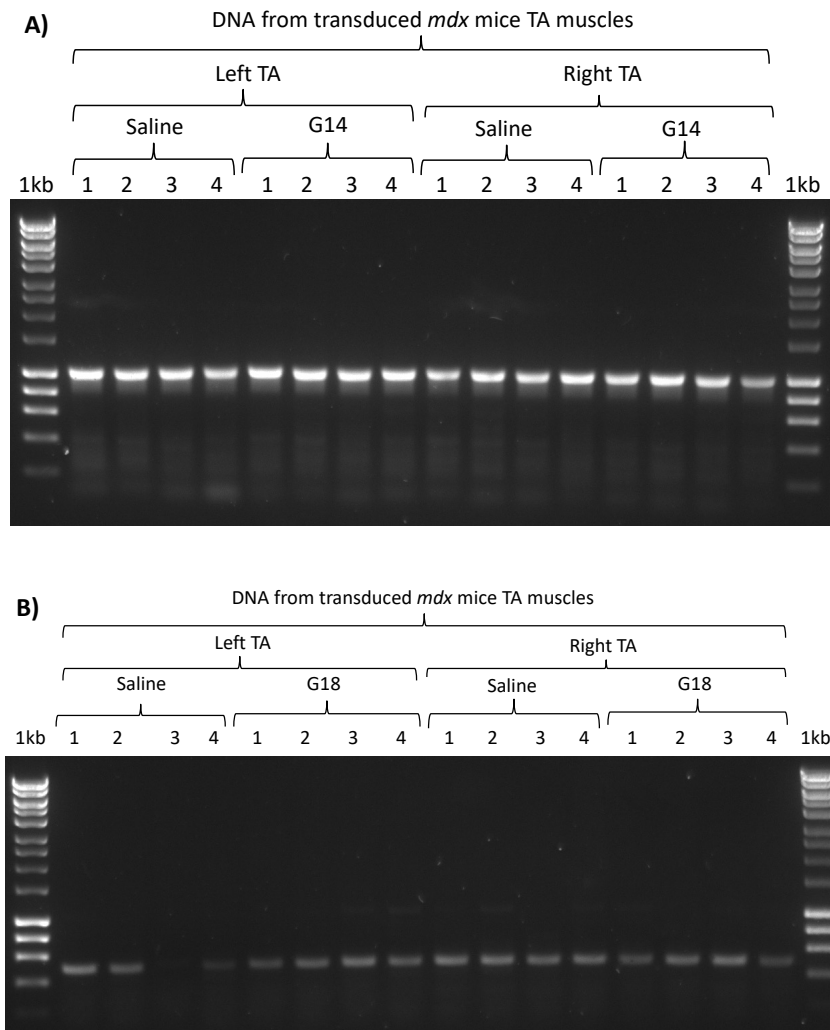 A)
DNA from transduced mdx mice TA muscles
Left TA Right TA
Saline G14 Saline G14
1kb 1 2 3 4 1 2 3 4 1 2 3 4 1 2 3 4 1kb
B)
DNA from transduced mdx mice TA muscles
Left TA Right TA
Saline G18 Saline G18
1kb 1 2 3 4 1 2 3 4 1 2 3 4 1 2 3 4 1kb